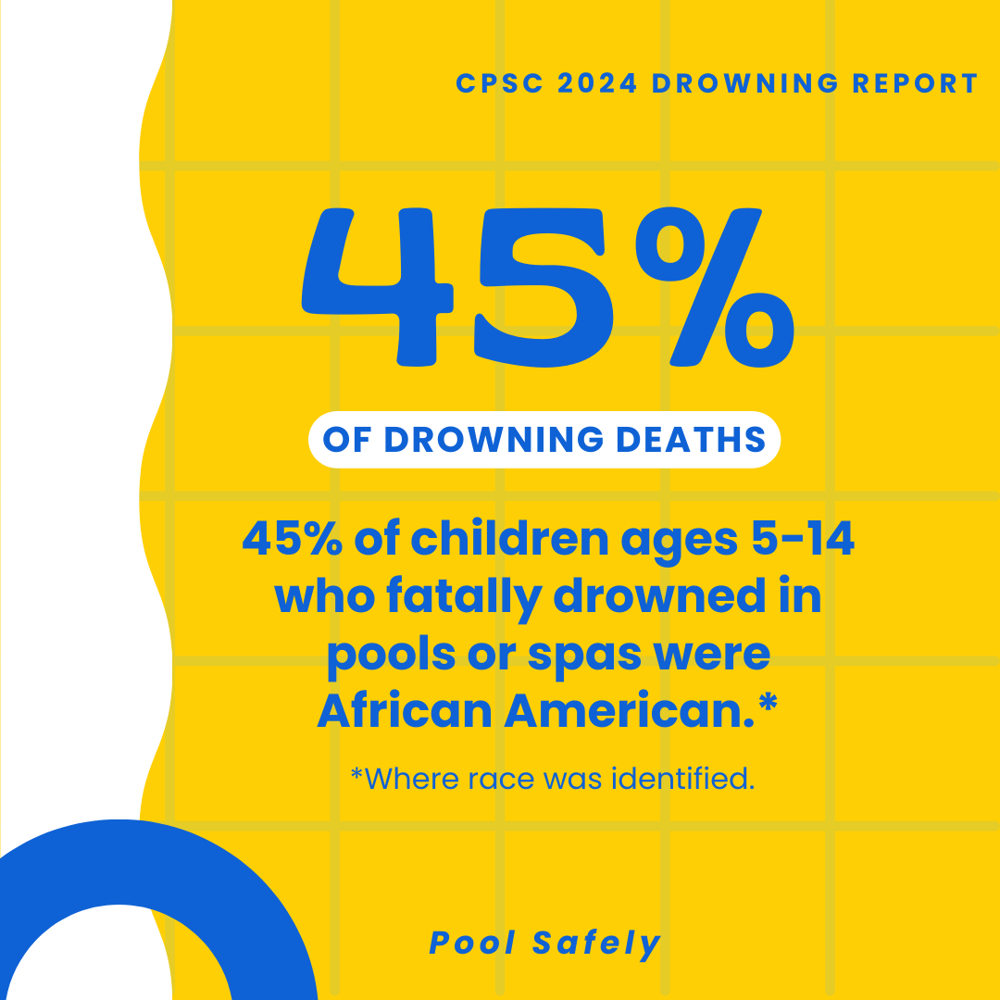 CPSC 2024 DROWNING REPORT
45%
OF DROWNING DEATHS
45% of children ages 5-14
who fatally drowned in
pools or spas were
African American.*
*Where race was identified.
Pool Safely